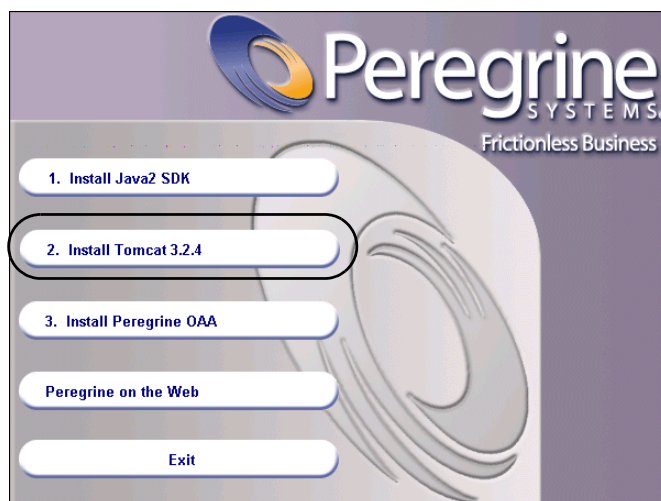 Peregrine
SYSTEMS
Frictionless Business
1. Install Java2 SDK
2. Install Tomcat 3.2.4
3. Install Peregrine OAA
Peregrine on the Web
Exit